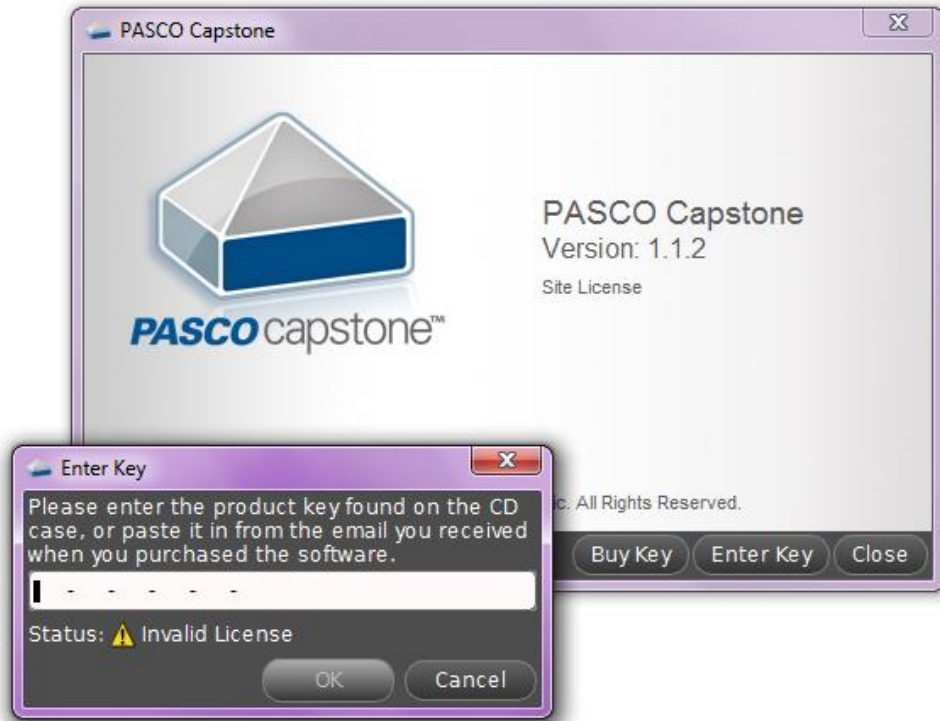 PASCO Capstone
PASCO Capstone
Version: 1.1.2
Site License
PASCO capstone™
Enter Key
Please enter the product key found on the CD
case, or paste it in from the email you received
when you purchased the software.
- - - - -
Status: Invalid License
OK Cancel
c. All Rights Reserved.
Buy Key Enter Key Close